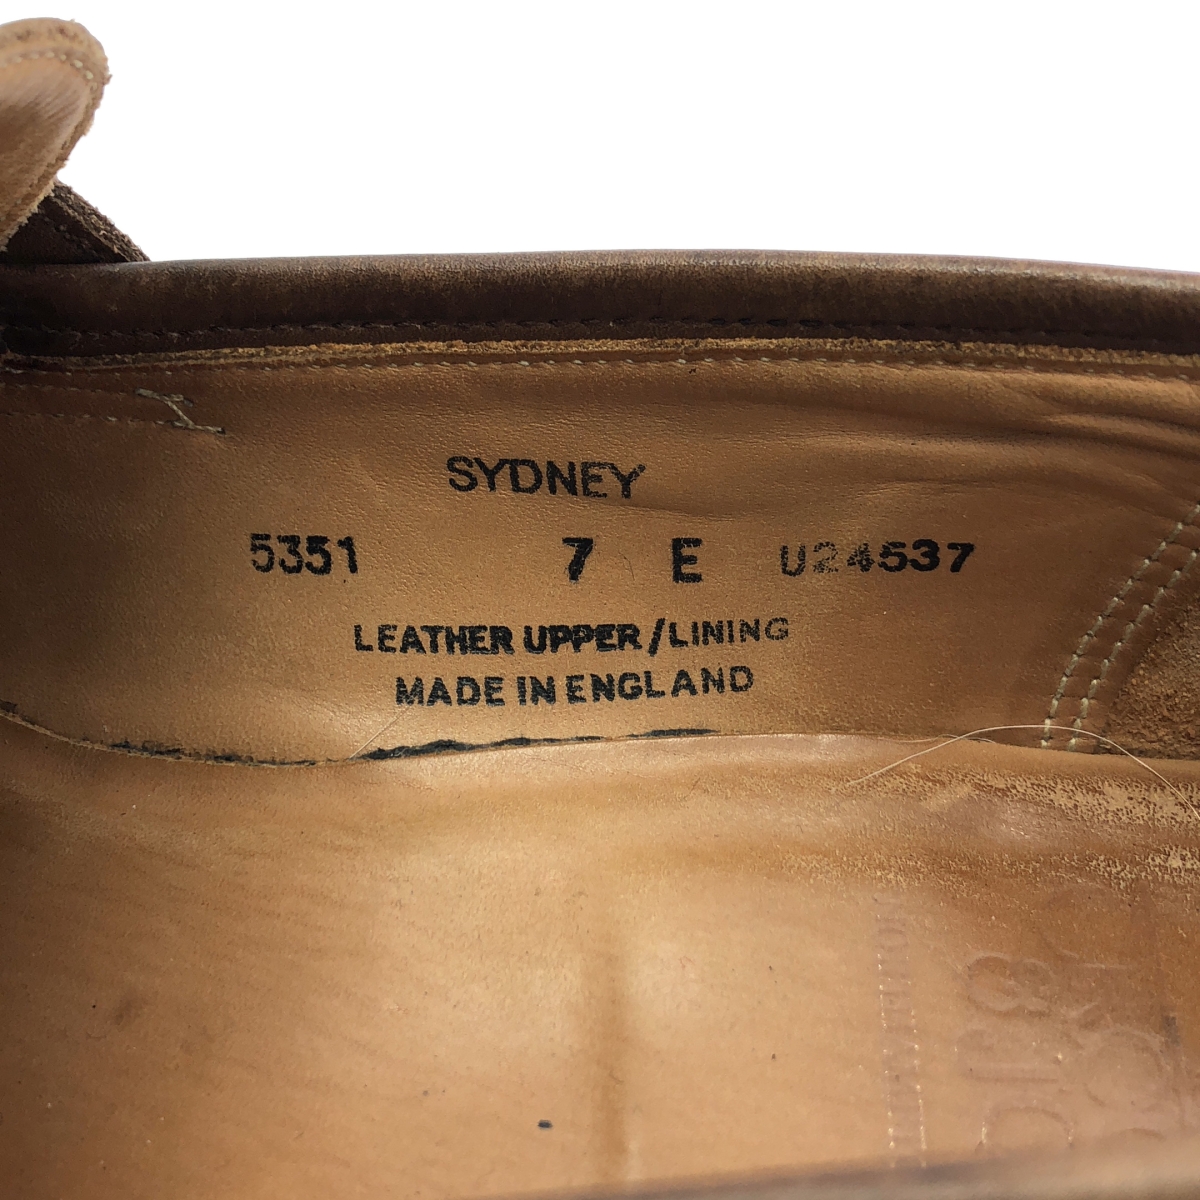 SYDNEY
5351 7 E U24537
LEATHER UPPER/LINING
MADE IN ENGLAND